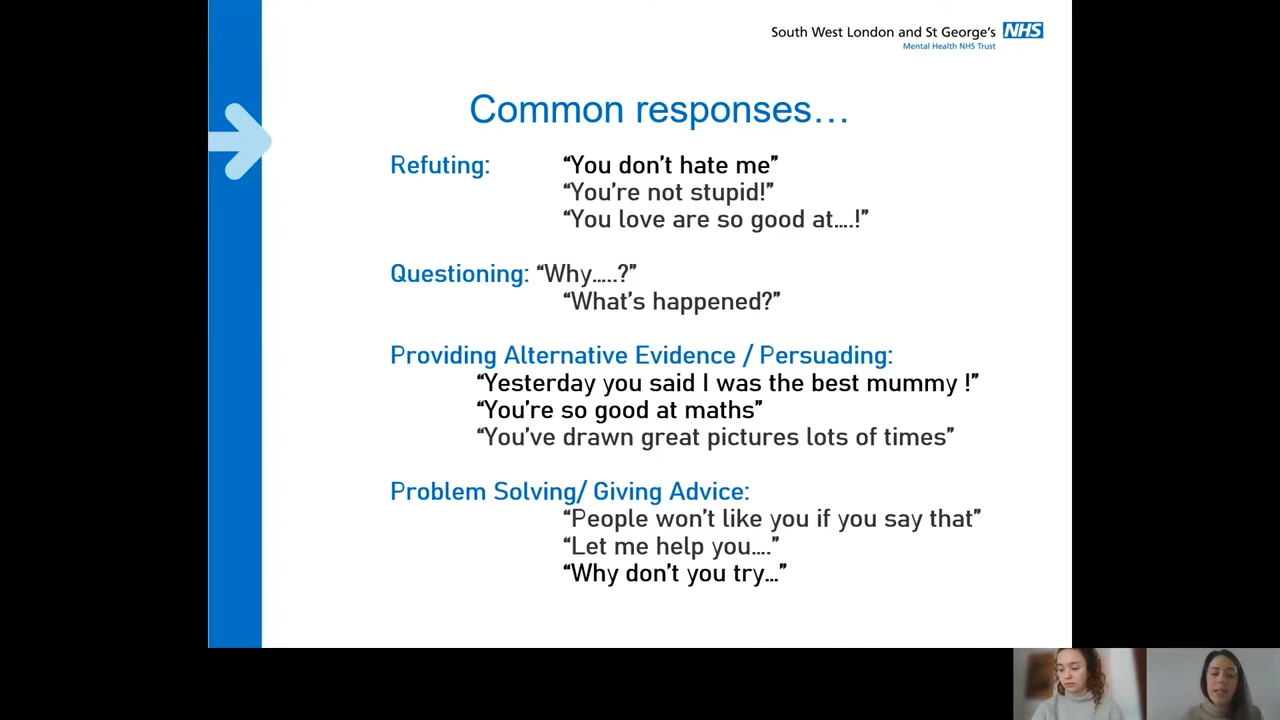 South West London and St George's NHS
Mental Health NHS Trust
Common responses…
Refuting: “You don’t hate me”
“You’re not stupid!”
“You love are so good at….!”
Questioning: “Why…..?”
“What’s happened?”
Providing Alternative Evidence / Persuading:
“Yesterday you said I was the best mummy !”
“You’re so good at maths”
“You’ve drawn great pictures lots of times”
Problem Solving/ Giving Advice:
“People won’t like you if you say that”
“Let me help you….”
“Why don’t you try…”